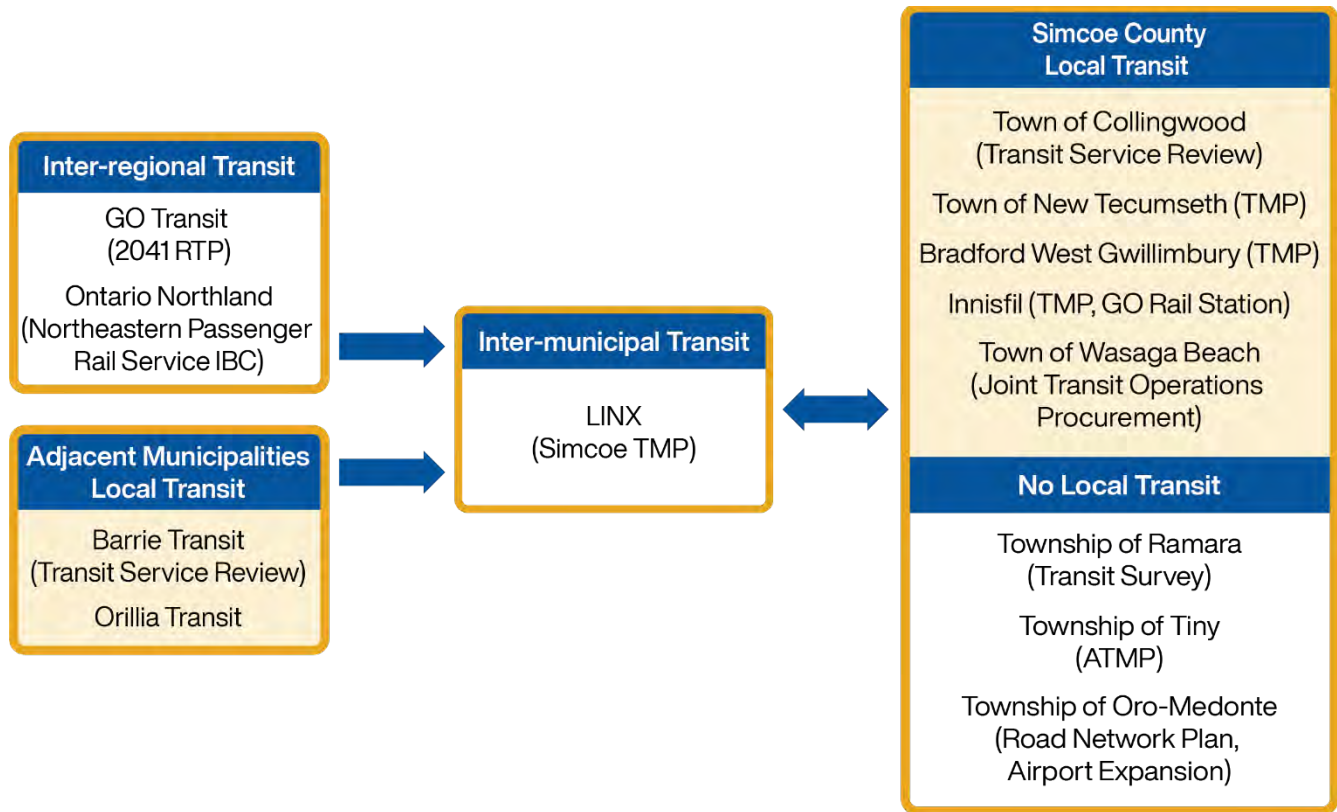 Inter-regional Transit
GO Transit
(2041 RTP)
Ontario Northland
(Northeastern Passenger
Rail Service IBC)
Adjacent Municipalities
Local Transit
Barrie Transit
(Transit Service Review)
Orillia Transit
Inter-municipal Transit
LINX
(Simcoe TMP)
Simcoe County
Local Transit
Town of Collingwood
(Transit Service Review)
Town of New Tecumseth (TMP)
Bradford West Gwillimbury (TMP)
Innisfil (TMP, GO Rail Station)
Town of Wasaga Beach
(Joint Transit Operations
Procurement)
No Local Transit
Township of Ramara
(Transit Survey)
Township of Tiny
(ATMP)
Township of Oro-Medonte
(Road Network Plan,
Airport Expansion)